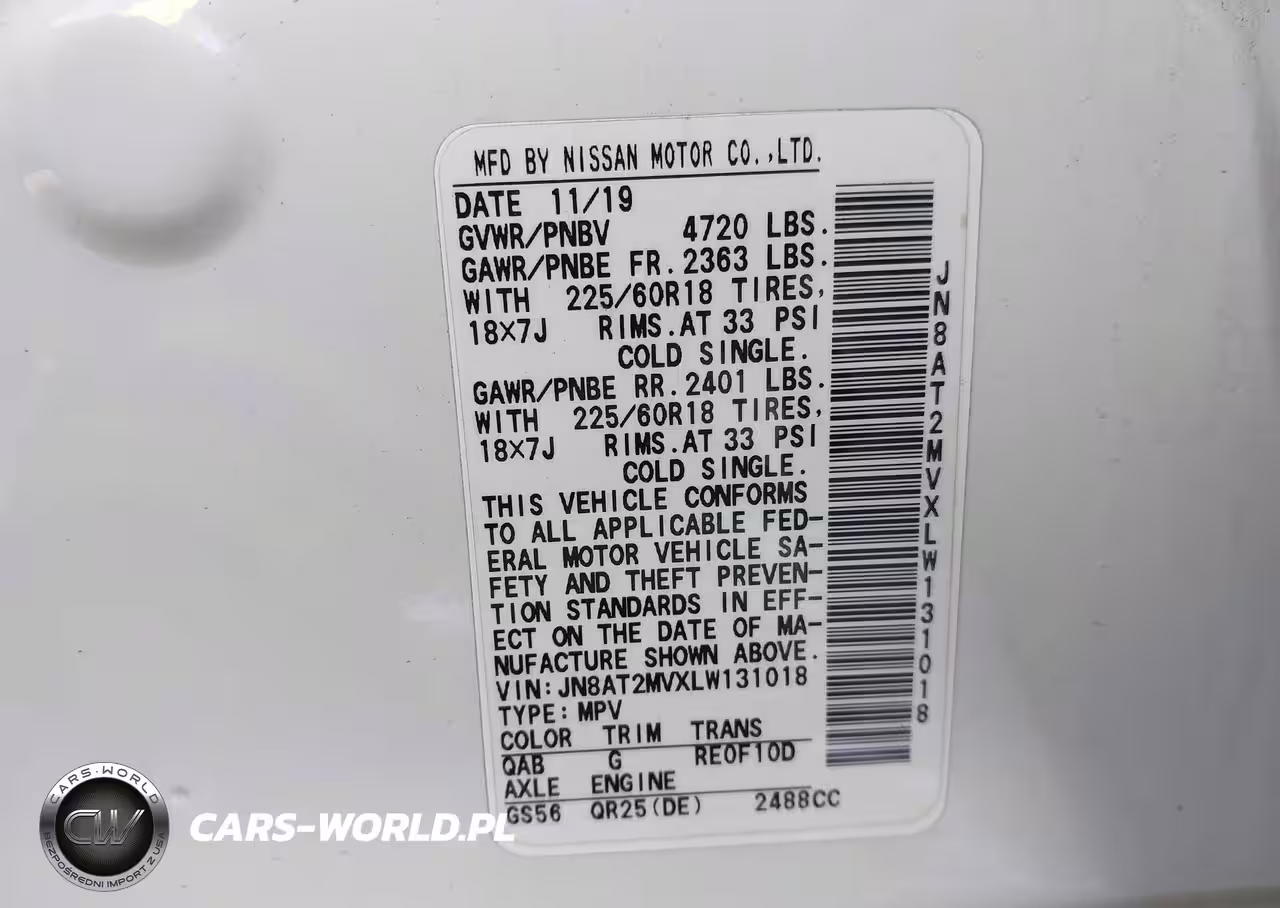 MFD BY NISSAN MOTOR CO.,LTD.
DATE 11/19
GVWR/PNBV 4720 LBS.
GAWR/PNBE FR.2363 LBS.
WITH 225/60R18 TIRES,
18×7J RIMS.AT 33 PSI
COLD SINGLE.
GAWR/PNBE RR.2401 LBS.
WITH 225/60R18 TIRES,
18×7J RIMS.AT 33 PSI
COLD SINGLE.
THIS VEHICLE CONFORMS
TO ALL APPLICABLE FED-
ERAL MOTOR VEHICLE SA-
FETY AND THEFT PREVEN-
TION STANDARDS IN EFF-
ECT ON THE DATE OF MA-
NUFACTURE SHOWN ABOVE.
VIN:JN8AT2MVXLW131018
TYPE:MPV
COLOR TRIM TRANS
QAB G RE0F10D
AXLE ENGINE
GS56 QR25(DE) 2488CC
JN8AT2MVXLW131018
CARS-WORLD
CW
BEZPOŚREDNI IMPORT Z USA
CARS-WORLD.PL